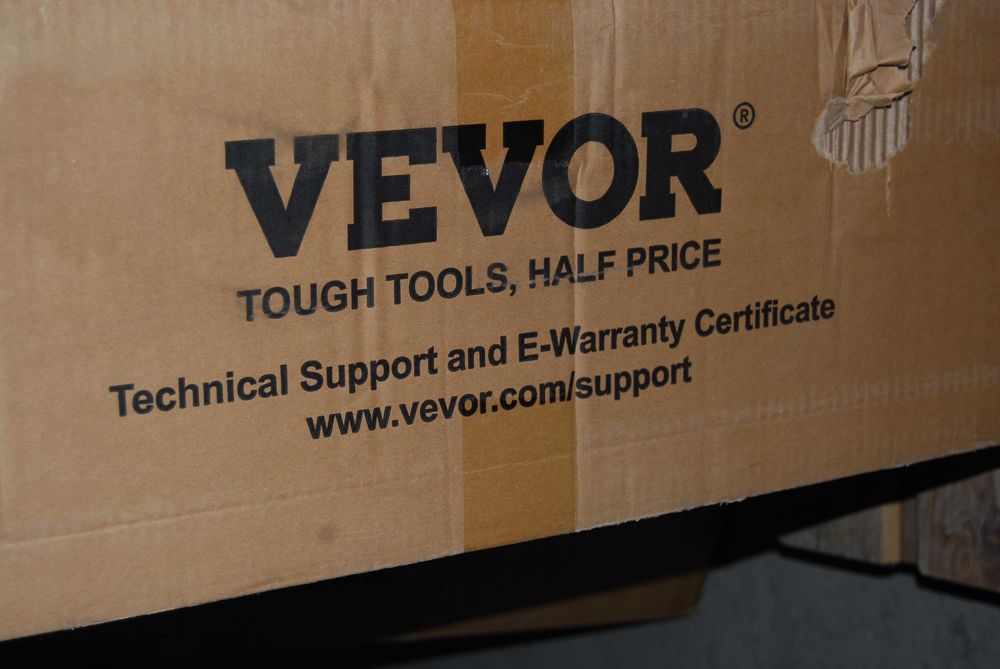 VEVOR®
TOUGH TOOLS, HALF PRICE
Technical Support and E-Warranty Certificate
www.vevor.com/support